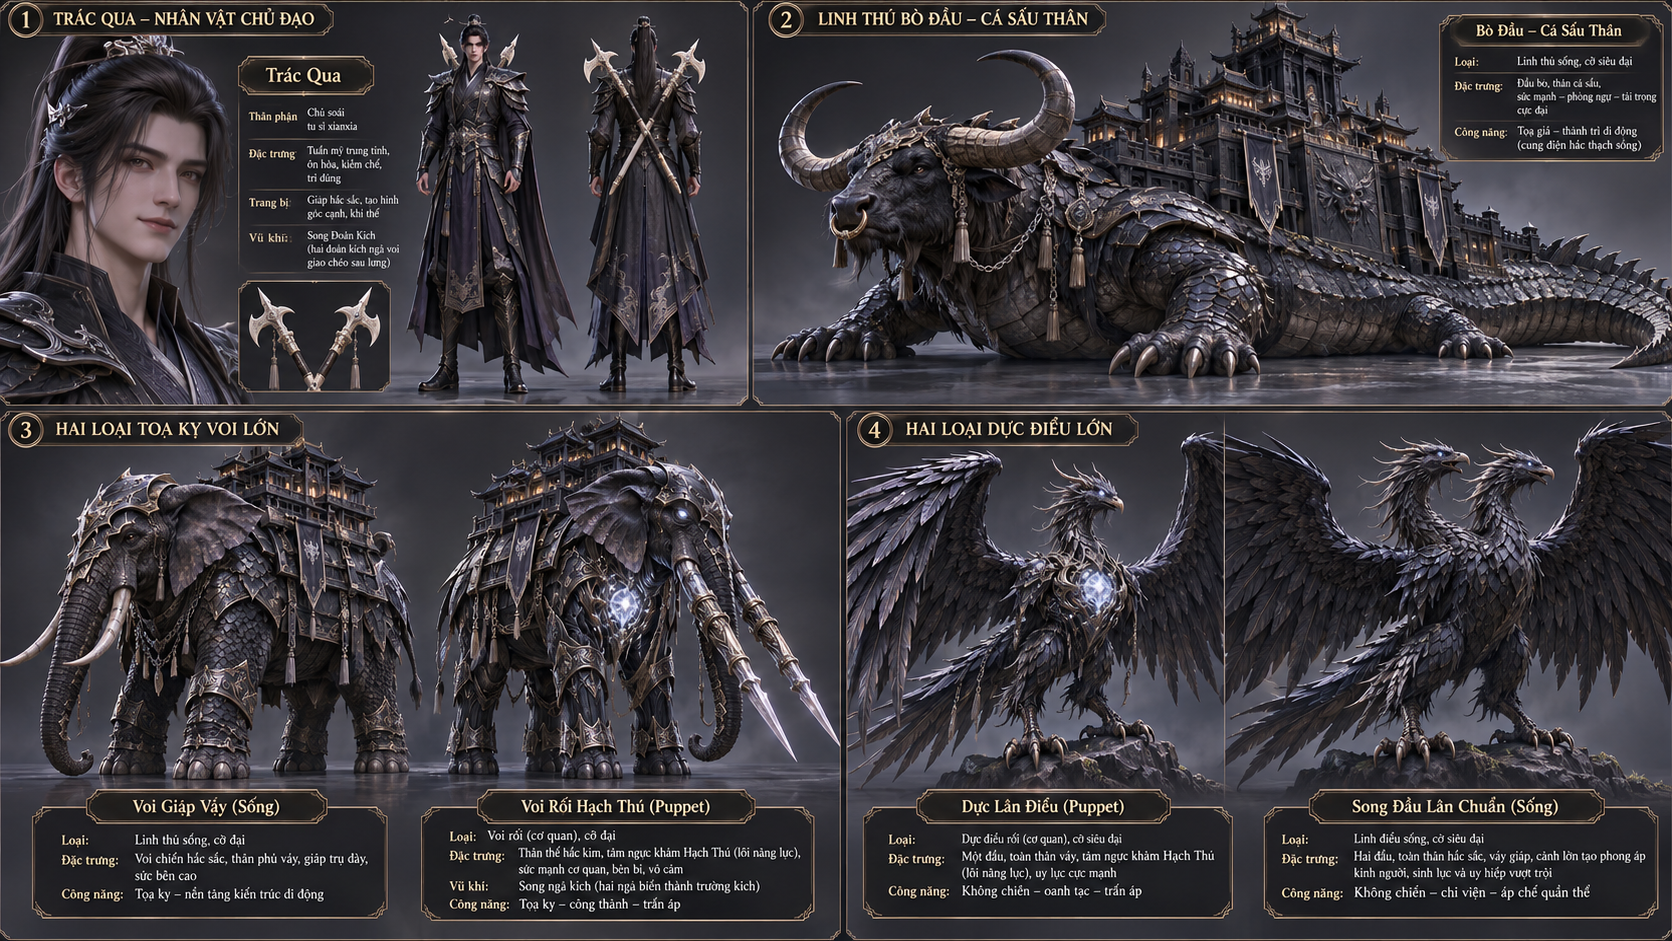 1 TRÁC QUA – NHÂN VẬT CHỦ ĐẠO
Trác Qua
Thân phận Chủ soái
tu sĩ xianxia
Đặc trưng Tuấn mỹ trung tính,
ôn hòa, kiềm chế,
trí dũng
Trang bị: Giáp hắc sắc, tạo hình
góc cạnh, khí thế
Vũ khí: Song Đoản Kích
(hai đoản kích ngà voi
giao chéo sau lưng)
2 LINH THÚ BÒ ĐẦU – CÁ SẤU THÂN
Bò Đầu – Cá Sấu Thân
Loại: Linh thú sống, cỡ siêu đại
Đặc trưng: Đầu bò, thân cá sấu,
sức mạnh – phòng ngự – tải trọng
cực đại
Công năng: Tọa giá – thành trì di động
(cung điện hắc thạch sống)
3 HAI LOẠI TOẠ KỴ VOI LỚN
Voi Giáp Vảy (Sống)
Loại: Linh thú sống, cỡ đại
Đặc trưng: Voi chiến hắc sắc, thân phủ vảy, giáp trụ dày,
sức bền cao
Công năng: Tọa kỵ – nền tảng kiến trúc di động
Voi Rối Hạch Thú (Puppet)
Loại: Voi rối (cơ quan), cỡ đại
Đặc trưng: Thân thể hắc kim, tâm ngực khảm Hạch Thú (lõi năng lực),
sức mạnh cơ quan, bền bỉ, vô cảm
Vũ khí: Song ngà kích (hai ngà biến thành trường kích)
Công năng: Tọa kỵ – công thành – trấn áp
4 HAI LOẠI DỰC ĐIỂU LỚN
Dực Lân Điểu (Puppet)
Loại: Dực điểu rối (cơ quan), cỡ siêu đại
Đặc trưng: Một đầu, toàn thân vảy, tâm ngực khảm Hạch Thú
(lõi năng lực), uy lực cực mạnh
Công năng: Không chiến – oanh tạc – trấn áp
Song Đầu Lân Chuẩn (Sống)
Loại: Linh điểu sống, cỡ siêu đại
Đặc trưng: Hai đầu, toàn thân hắc sắc, vảy giáp, cánh lớn tạo phong áp
kinh người, sinh lực và uy hiếp vượt trội
Công năng: Không chiến – chi viện – áp chế quần thể